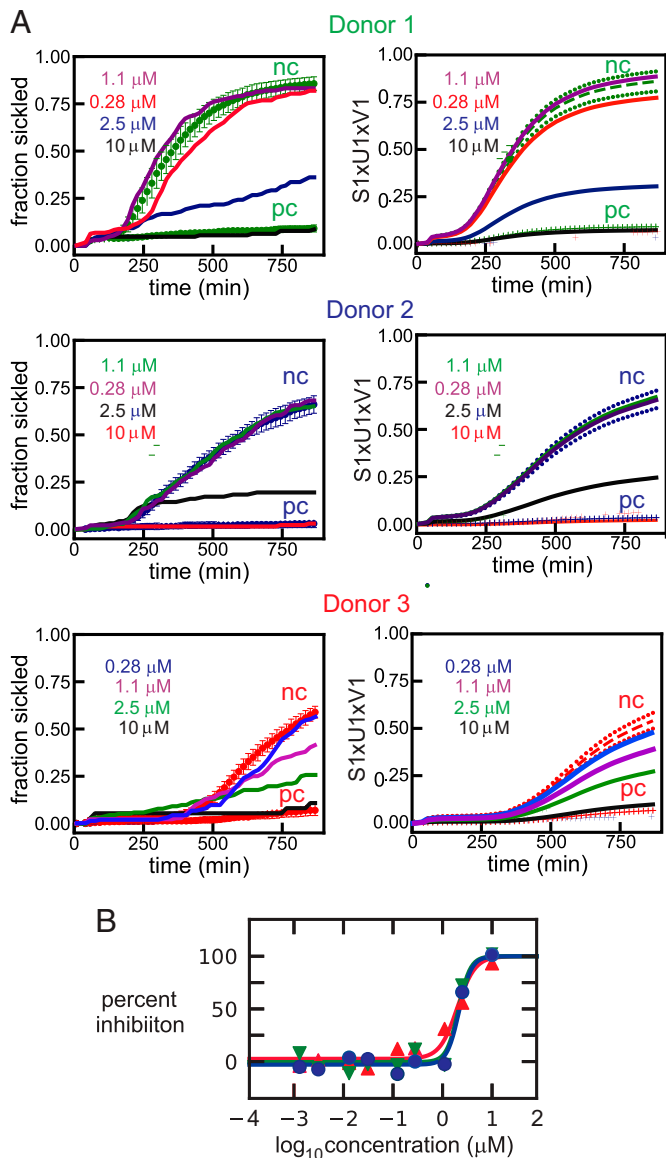 A
Donor 1
fraction sickled
1.00
0.75
0.50
0.25
0.00
1.1 μM
0.28 μM
2.5 μM
10 μM
nc
pc
0
250
500
750
time (min)
S1xU1xV1
1.00
0.75
0.50
0.25
0.00
1.1 μM
0.28 μM
2.5 μM
10 μM
nc
pc
0
250
500
750
time (min)
Donor 2
fraction sickled
1.00
0.75
0.50
0.25
0.00
1.1 μM
0.28 μM
2.5 μM
10 μM
nc
pc
0
250
500
750
time (min)
S1xU1xV1
1.00
0.75
0.50
0.25
0.00
1.1 μM
0.28 μM
2.5 μM
10 μM
nc
pc
0
250
500
750
time (min)
Donor 3
fraction sickled
1.00
0.75
0.50
0.25
0.00
0.28 μM
1.1 μM
2.5 μM
10 μM
nc
pc
0
250
500
750
time (min)
S1xU1xV1
1.00
0.75
0.50
0.25
0.00
0.28 μM
1.1 μM
2.5 μM
10 μM
nc
pc
0
250
500
750
time (min)
B
percent
inhibiiton
100
50
0
−4 −3 −2 −1 0 1 2
log10concentration (μM)